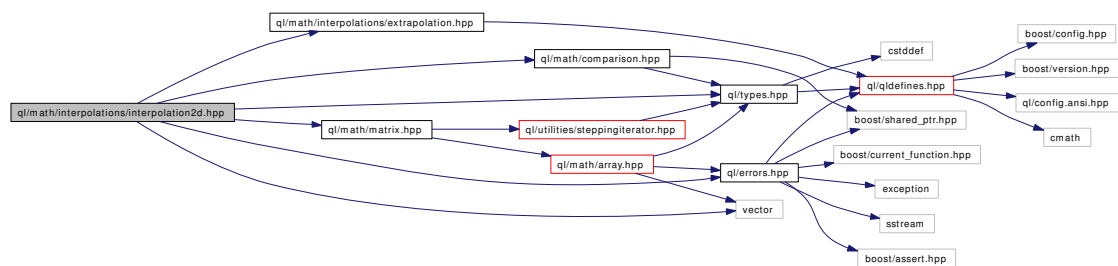 ql/math/interpolations/extrapolation.hpp
boost/config.hpp
cstddef
ql/math/comparison.hpp
boost/version.hpp
ql/qldefines.hpp
ql/types.hpp
ql/config.ansi.hpp
ql/math/interpolations/interpolation2d.hpp
boost/shared_ptr.hpp
ql/math/matrix.hpp
ql/utilities/steppingiterator.hpp
cmath
boost/current_function.hpp
ql/math/array.hpp
ql/errors.hpp
exception
vector
sstream
boost/assert.hpp